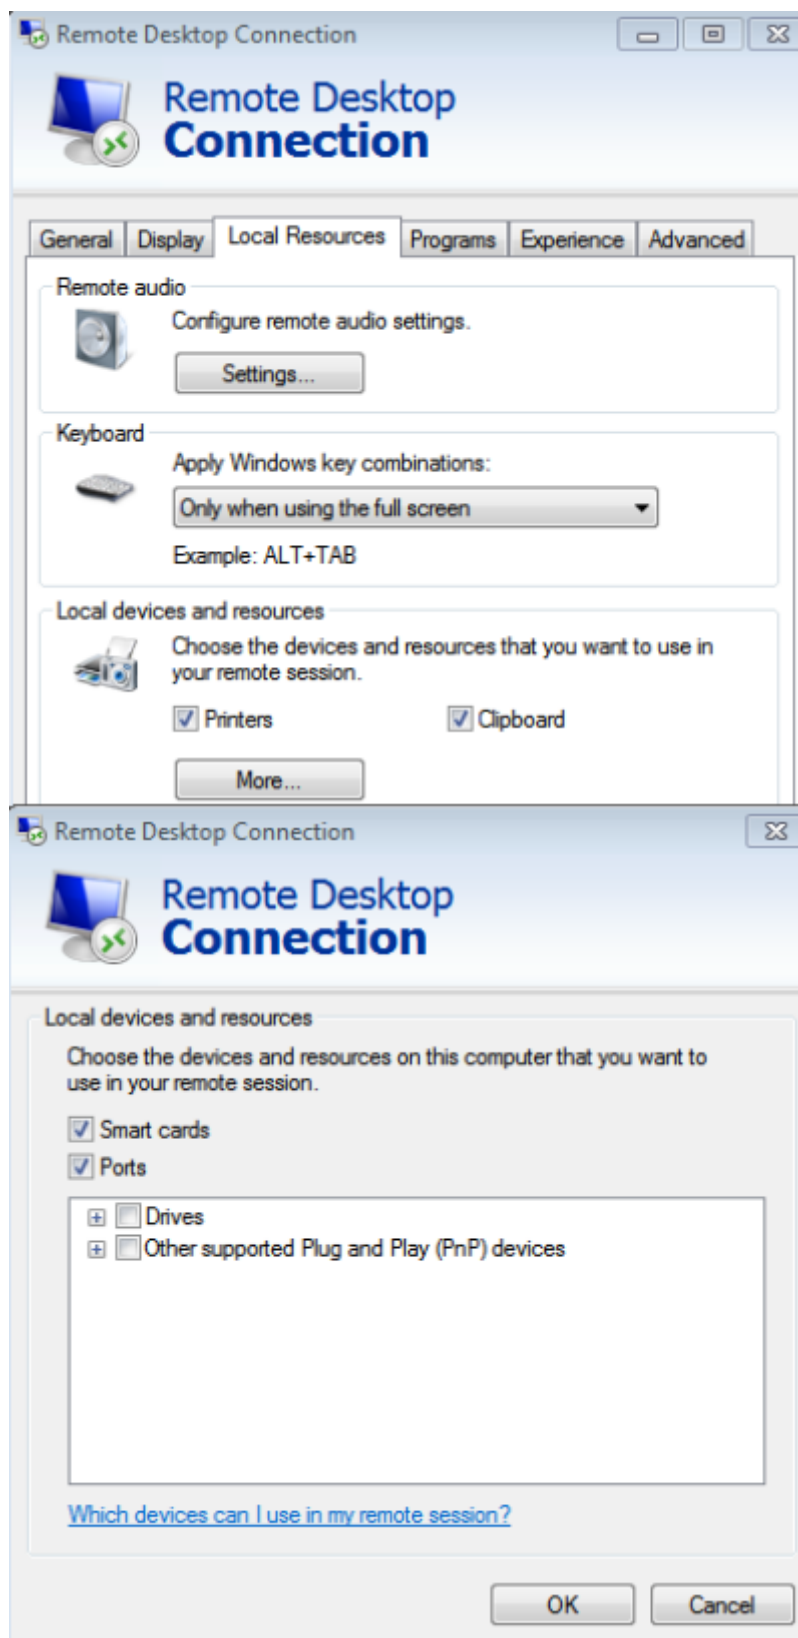 Remote Desktop Connection
Remote Desktop
Connection
General Display Local Resources Programs Experience Advanced
Remote audio
Configure remote audio settings.
Settings...
Keyboard
Apply Windows key combinations:
Only when using the full screen
Example: ALT+TAB
Local devices and resources
Choose the devices and resources that you want to use in
your remote session.
Printers Clipboard
More...
Remote Desktop Connection
Remote Desktop
Connection
Local devices and resources
Choose the devices and resources on this computer that you want to
use in your remote session.
Smart cards
Ports
Drives
Other supported Plug and Play (PnP) devices
Which devices can I use in my remote session?
OK Cancel